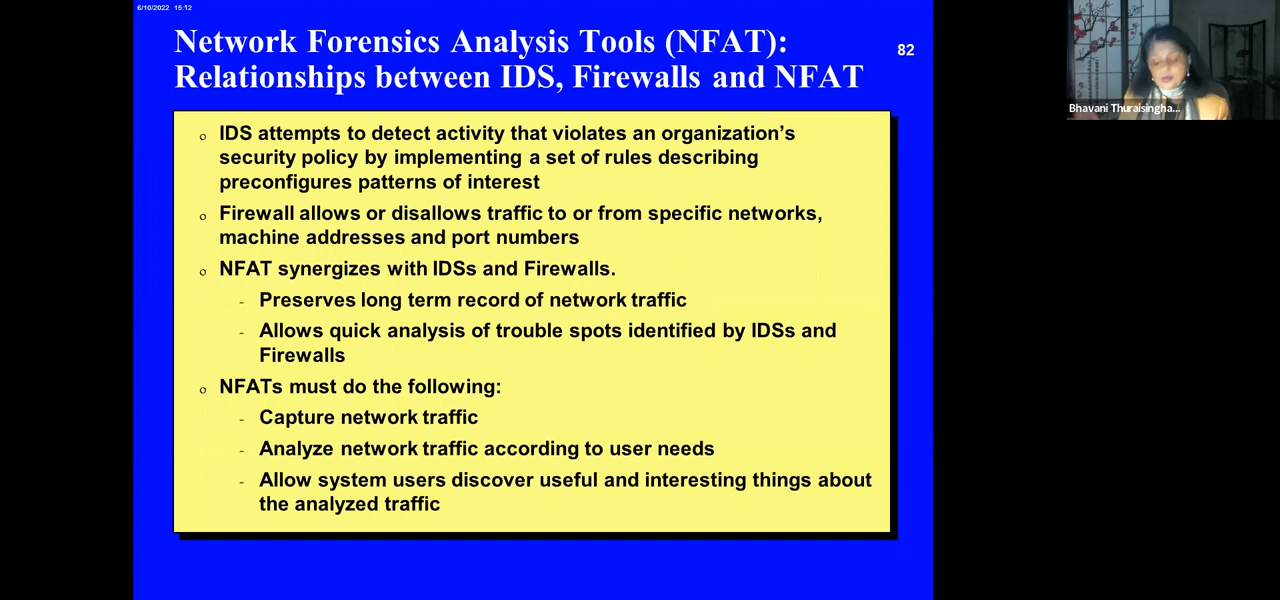 6/10/2022 15:12
Network Forensics Analysis Tools (NFAT):
Relationships between IDS, Firewalls and NFAT
82
o IDS attempts to detect activity that violates an organization's
security policy by implementing a set of rules describing
preconfigures patterns of interest
o Firewall allows or disallows traffic to or from specific networks,
machine addresses and port numbers
o NFAT synergizes with IDSs and Firewalls.
- Preserves long term record of network traffic
- Allows quick analysis of trouble spots identified by IDSs and
Firewalls
o NFATs must do the following:
- Capture network traffic
- Analyze network traffic according to user needs
- Allow system users discover useful and interesting things about
the analyzed traffic
Bhavani Thuraisingha...